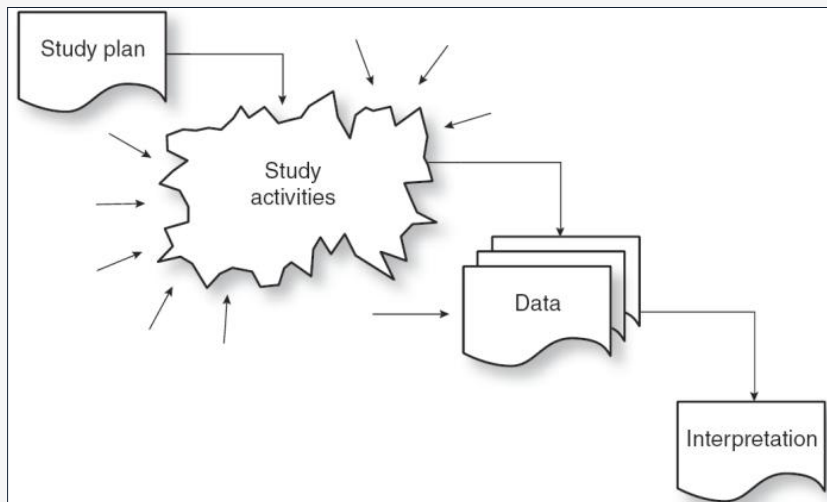 Study plan
Study
activities
Data
Interpretation